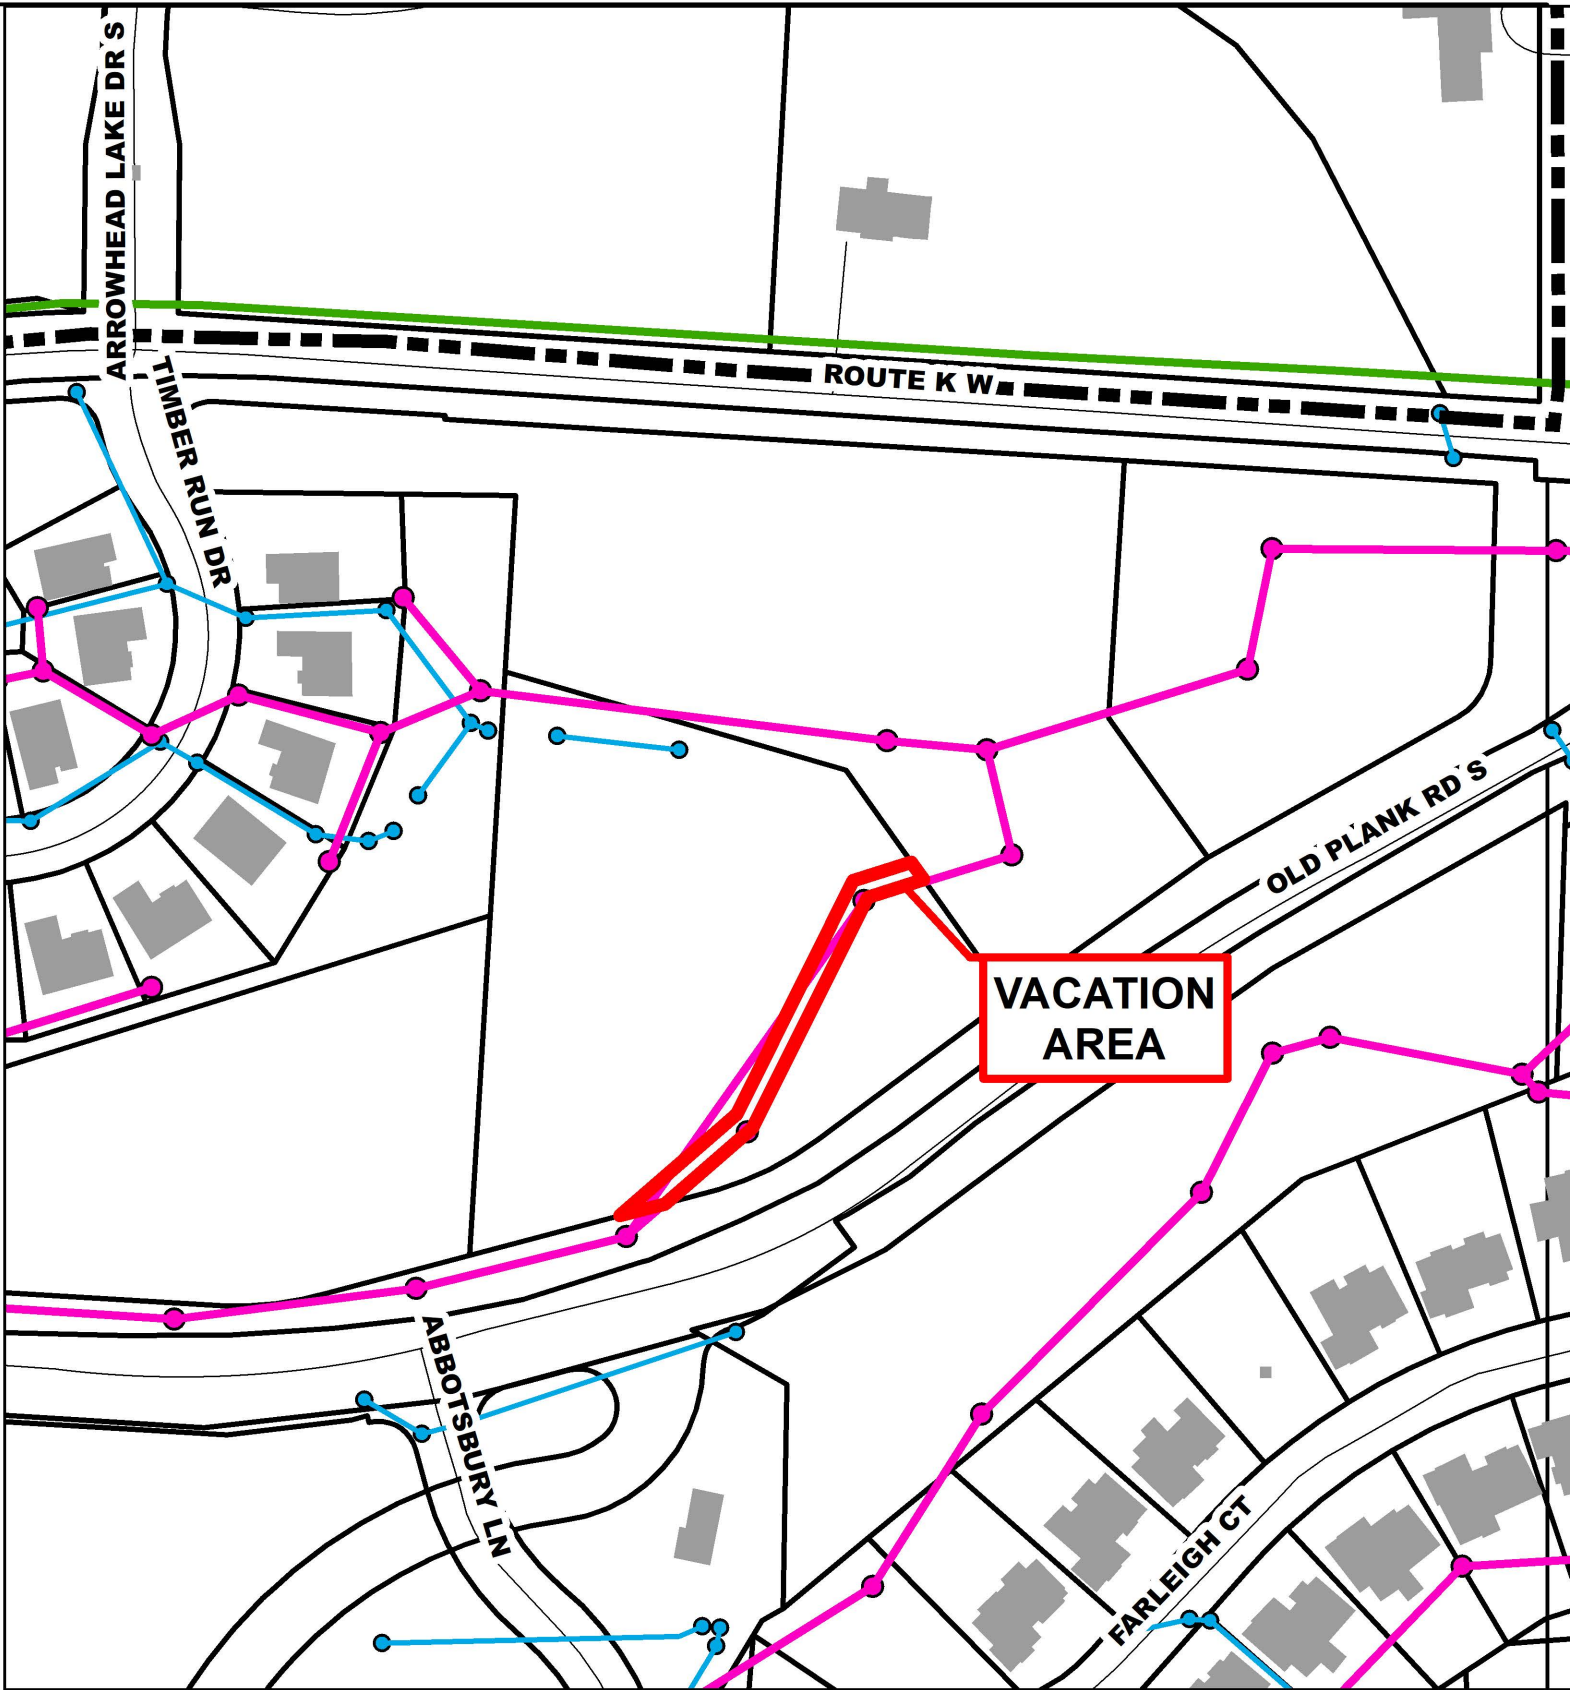 ARROWHEAD LAKE DR S
TIMBER RUN DR
ROUTE K W
OLD PLANK RD S
VACATION
AREA
ABBOTSBURY LN
FARLEIGH CT